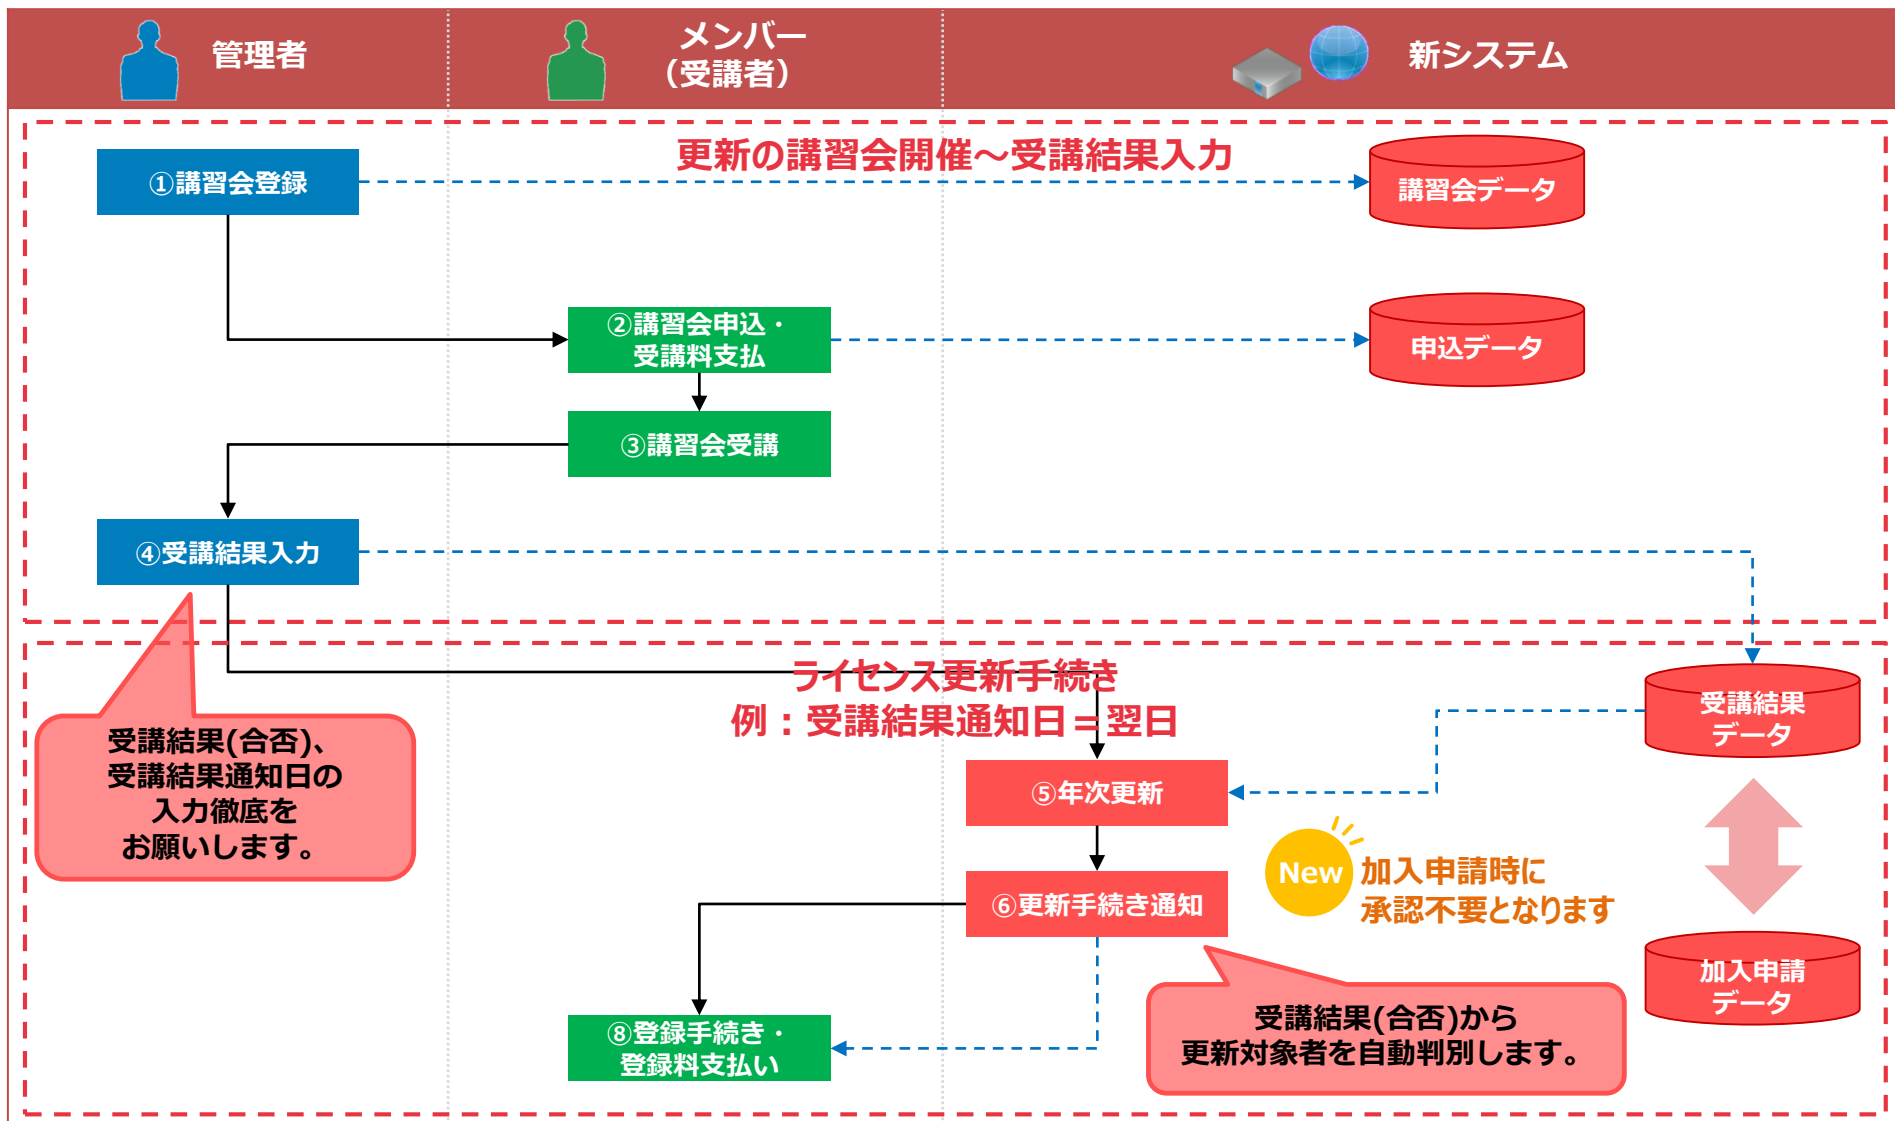 管理者
メンバー
（受講者）
新システム
更新の講習会開催～受講結果入力
①講習会登録
講習会データ
②講習会申込・
受講料支払
申込データ
③講習会受講
④受講結果入力
ライセンス更新手続き
例：受講結果通知日＝翌日
受講結果
データ
受講結果(合否)、
受講結果通知日の
入力徹底を
お願いします。
⑤年次更新
New
加入申請時に
承認不要となります
⑥更新手続き通知
加入申請
データ
受講結果(合否)から
更新対象者を自動判別します。
⑧登録手続き・
登録料支払い